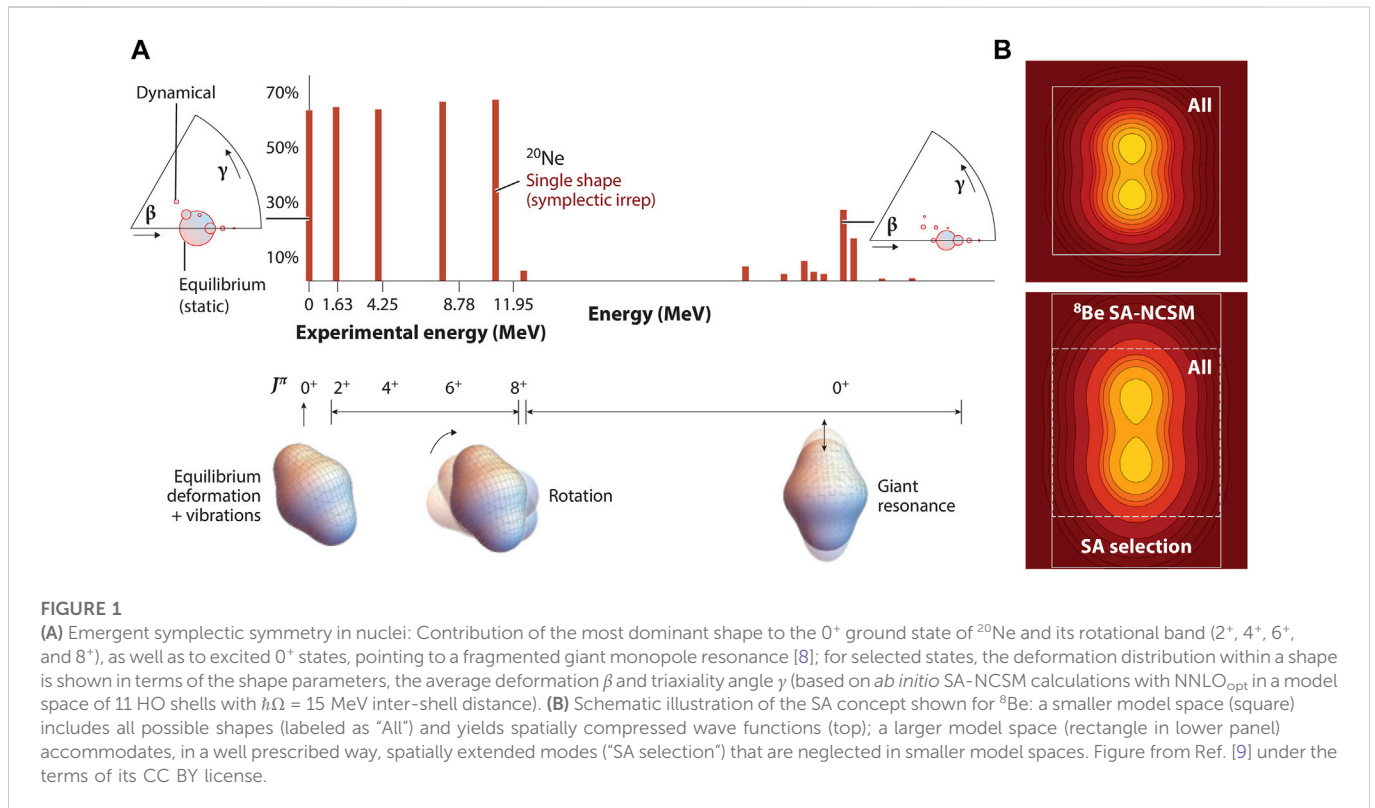 A
B
Dynamical
70%
50%
30%
10%
γ
β
Equilibrium
(static)
²⁰Ne
Single shape
(symplectic irrep)
γ
β
0 1.63 4.25 8.78 11.95
Experimental energy (MeV)
Energy (MeV)
Jπ 0⁺ 2⁺ 4⁺ 6⁺ 8⁺ 0⁺
Equilibrium
deformation
+ vibrations
Rotation
Giant
resonance
All
⁸Be SA-NCSM
All
SA selection
FIGURE 1
(A) Emergent symplectic symmetry in nuclei: Contribution of the most dominant shape to the 0⁺ ground state of ²⁰Ne and its rotational band (2⁺, 4⁺, 6⁺,
and 8⁺), as well as to excited 0⁺ states, pointing to a fragmented giant monopole resonance [8]; for selected states, the deformation distribution within a shape
is shown in terms of the shape parameters, the average deformation β and triaxiality angle γ (based on ab initio SA-NCSM calculations with NNLOopt in a model
space of 11 HO shells with ℏΩ = 15 MeV inter-shell distance). (B) Schematic illustration of the SA concept shown for ⁸Be: a smaller model space (square)
includes all possible shapes (labeled as “All”) and yields spatially compressed wave functions (top); a larger model space (rectangle in lower panel)
accommodates, in a well prescribed way, spatially extended modes (“SA selection”) that are neglected in smaller model spaces. Figure from Ref. [9] under the
terms of its CC BY license.